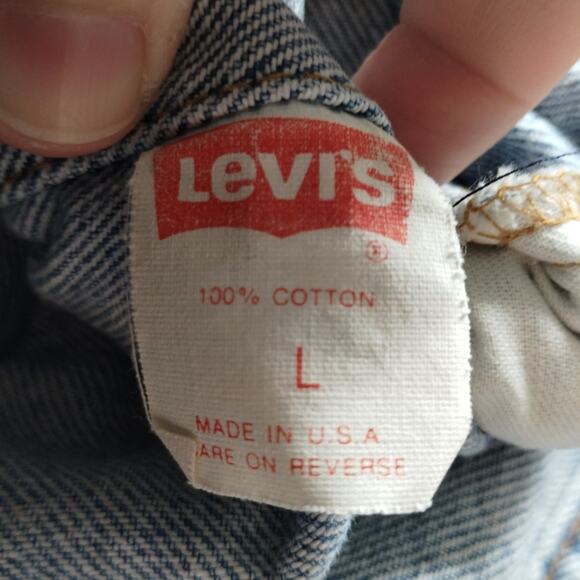 Levi's
®
100% COTTON
L
MADE IN U.S.A
ARE ON REVERSE